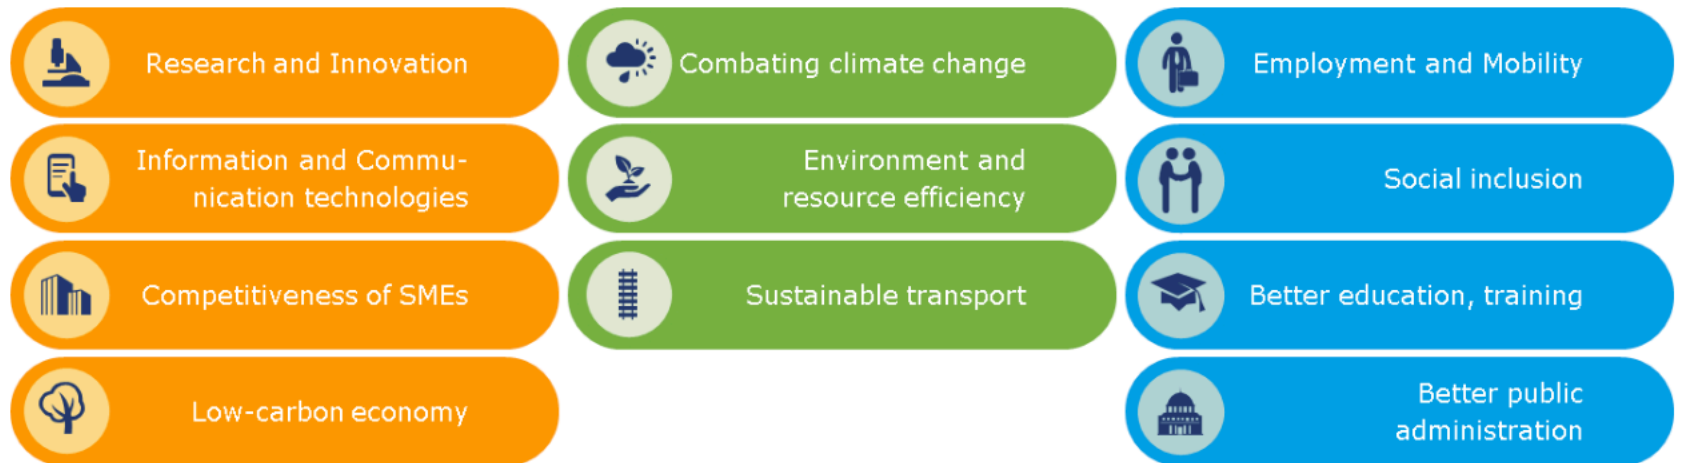 Research and Innovation
Information and Commu-
nication technologies
Competitiveness of SMEs
Low-carbon economy
Combating climate change
Environment and
resource efficiency
Sustainable transport
Employment and Mobility
Social inclusion
Better education, training
Better public
administration